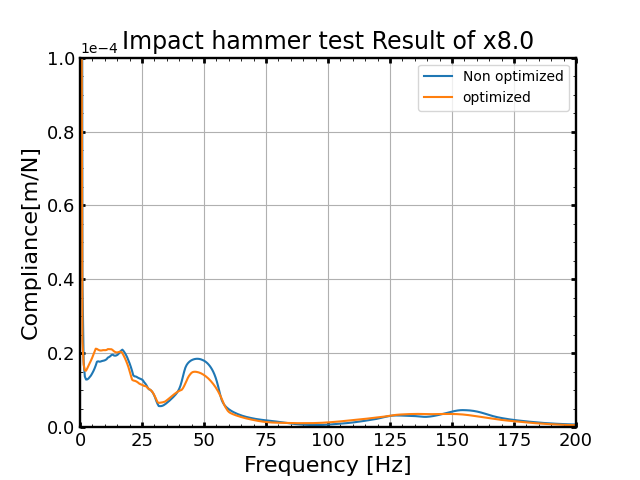 Impact hammer test Result of x8.0
1e−4
1.0
0.8
0.6
0.4
0.2
0.0
Compliance[m/N]
Non optimized
optimized
0 25 50 75 100 125 150 175 200
Frequency [Hz]